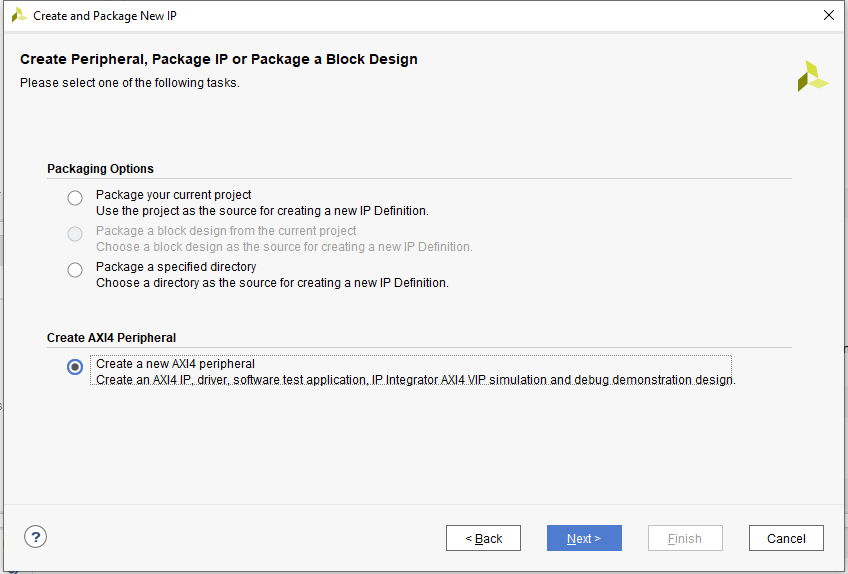 Create and Package New IP
Create Peripheral, Package IP or Package a Block Design
Please select one of the following tasks.
Packaging Options
Package your current project
Use the project as the source for creating a new IP Definition.
Package a block design from the current project
Choose a block design as the source for creating a new IP Definition.
Package a specified directory
Choose a directory as the source for creating a new IP Definition.
Create AXI4 Peripheral
Create a new AXI4 peripheral
Create an AXI4 IP, driver, software test application, IP Integrator AXI4 VIP simulation and debug demonstration design.
?
< Back
Next >
Finish
Cancel